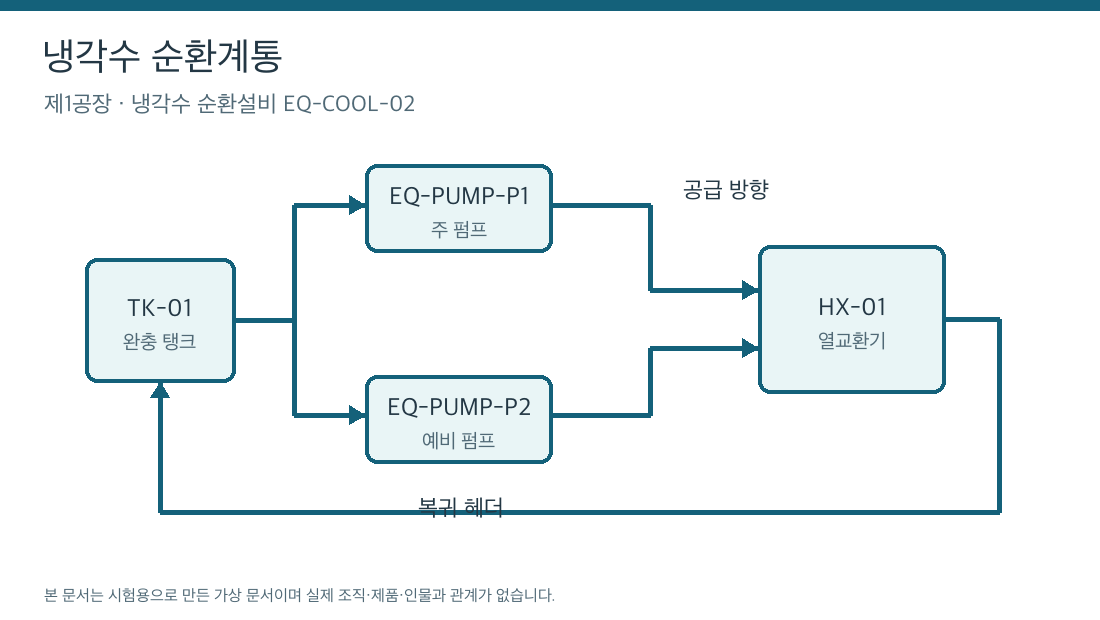 냉각수 순환계통
제1공장 · 냉각수 순환설비 EQ-COOL-02
EQ-PUMP-P1
주 펌프
공급 방향
TK-01
완충 탱크
HX-01
열교환기
EQ-PUMP-P2
예비 펌프
복귀 헤더
본 문서는 시험용으로 만든 가상 문서이며 실제 조직·제품·인물과 관계가 없습니다.